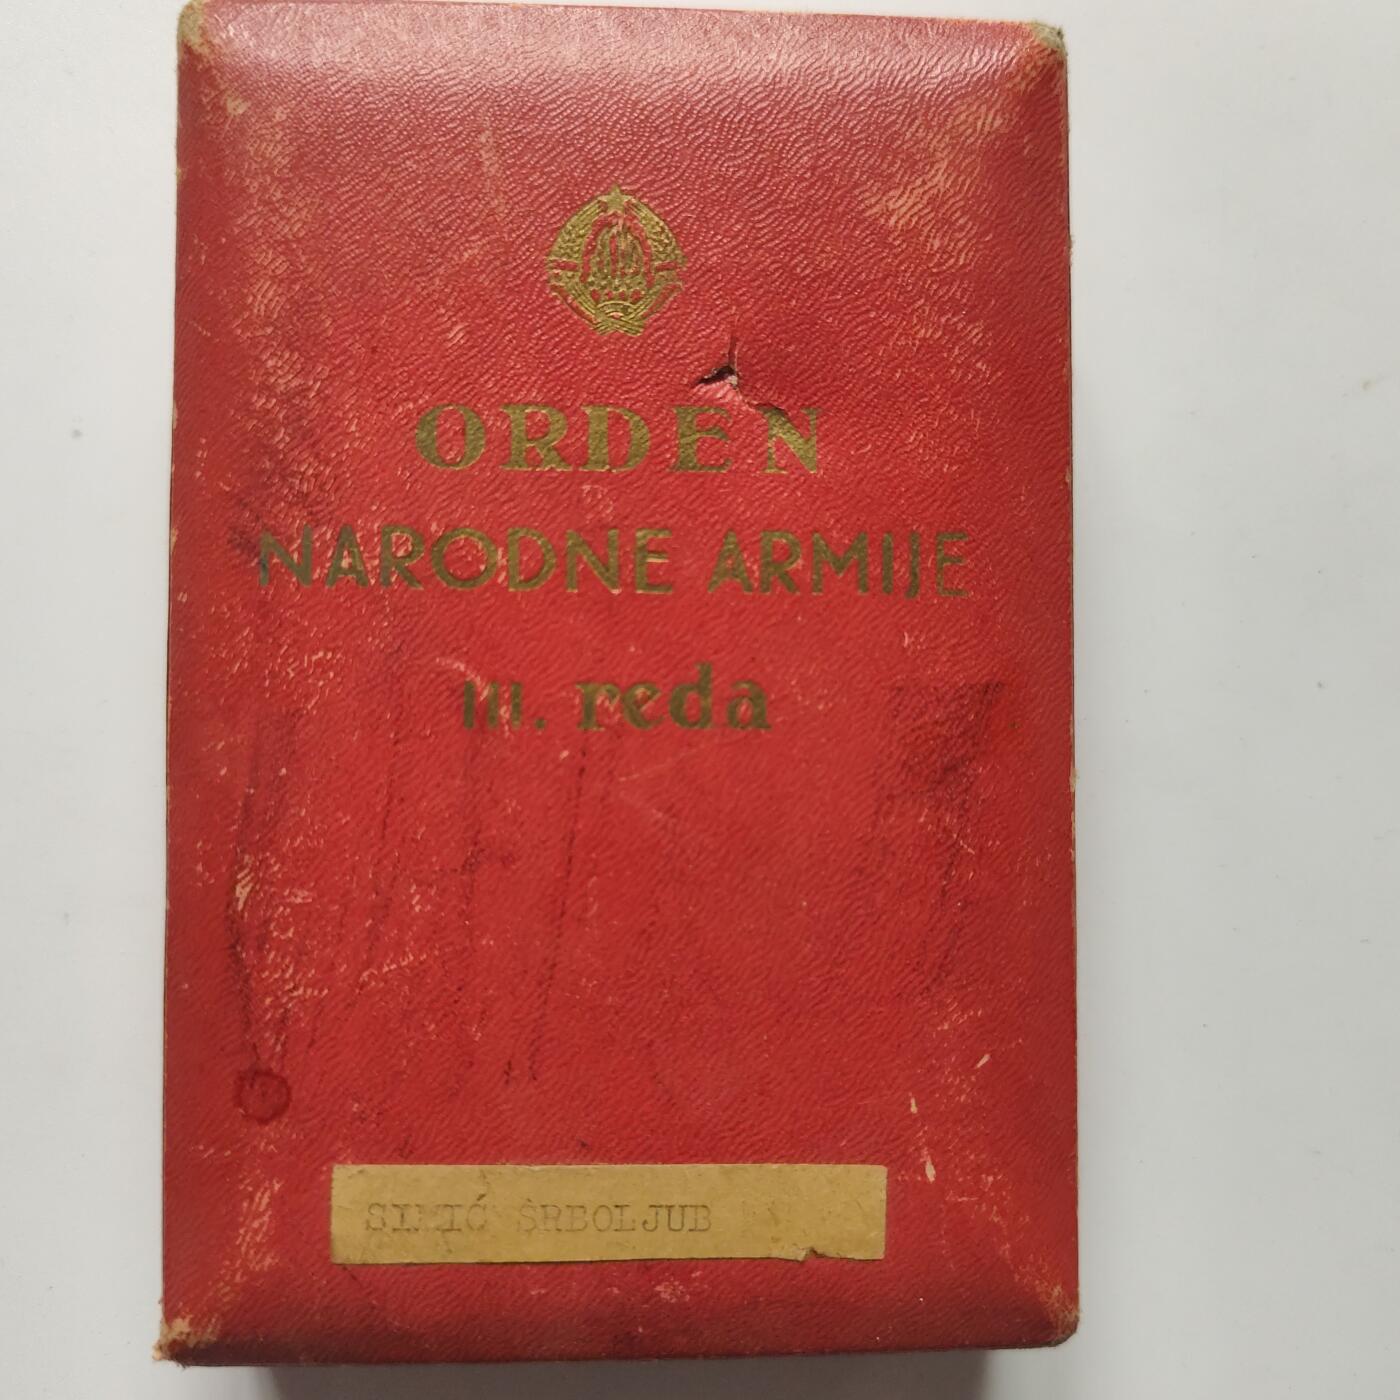 ORDEN
NARODNE ARMIJE
III. reda
SIMIĆ SRBOLJUB